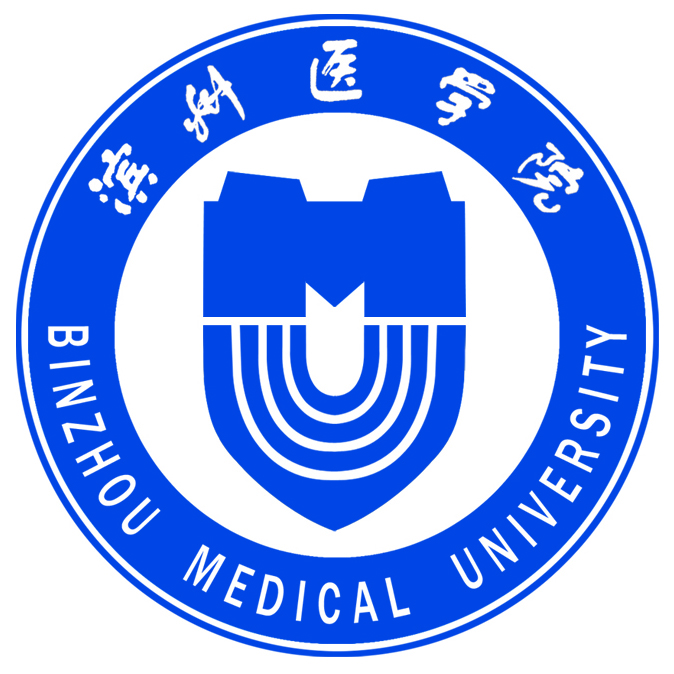 滨州医学院
BINZHOU MEDICAL UNIVERSITY